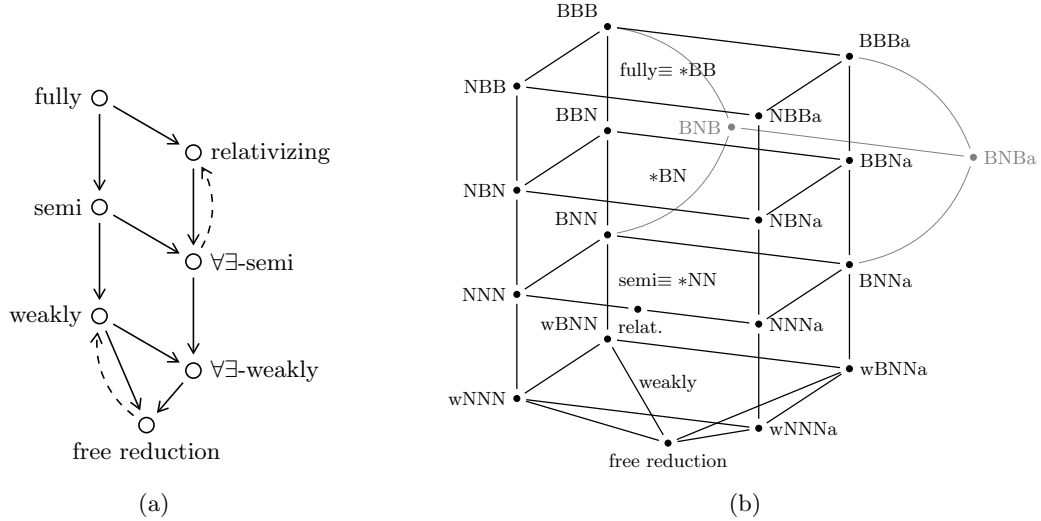 fully
relativizing
semi
∀∃-semi
weakly
∀∃-weakly
free reduction
(a)
BBB
BBBa
fully≡ *BB
NBB
NBBa
BBN
BNB
BNBa
BBNa
*BN
NBN
NBNa
BNN
BNNa
semi≡ *NN
NNN
NNNa
wBNN
relat.
wBNNa
weakly
wNNN
wNNNa
free reduction
(b)